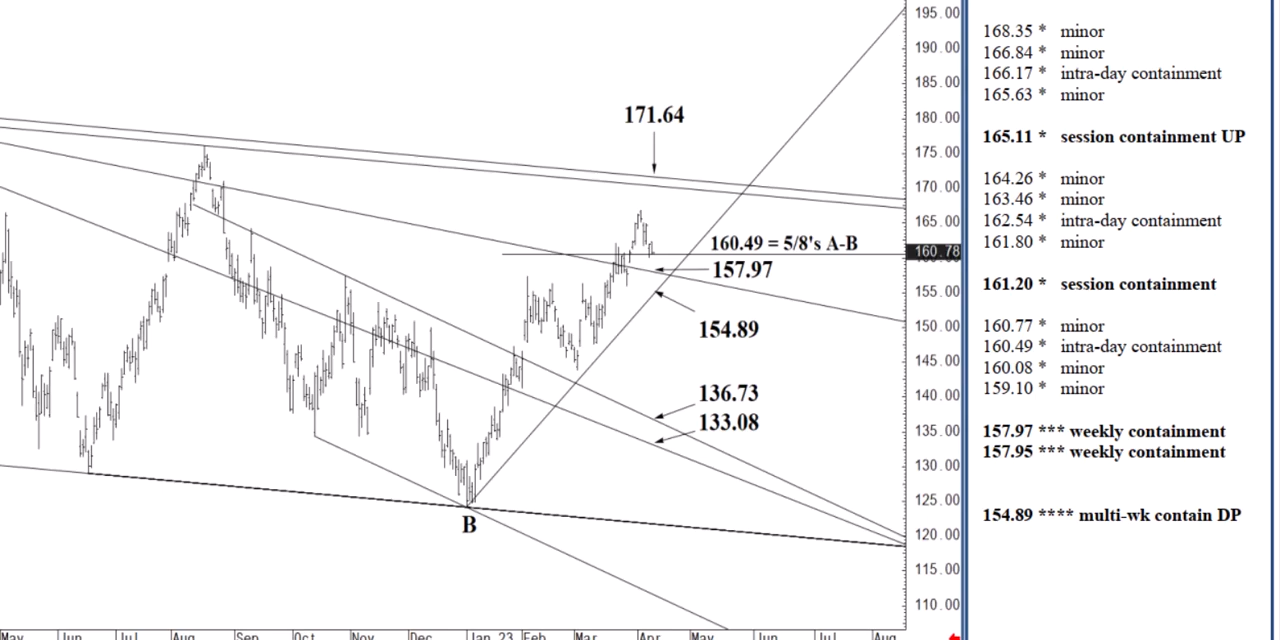 171.64
160.49 = 5/8's A-B
157.97
154.89
136.73
133.08
B
195.00
190.00
185.00
180.00
175.00
170.00
165.00
160.78
155.00
150.00
145.00
140.00
135.00
130.00
125.00
120.00
115.00
110.00
May Jun Jul Aug Sep Oct Nov Dec Jan 23 Feb Mar Apr May Jun Jul Aug
168.35 * minor
166.84 * minor
166.17 * intra-day containment
165.63 * minor
165.11 * session containment UP
164.26 * minor
163.46 * minor
162.54 * intra-day containment
161.80 * minor
161.20 * session containment
160.77 * minor
160.49 * intra-day containment
160.08 * minor
159.10 * minor
157.97 *** weekly containment
157.95 *** weekly containment
154.89 **** multi-wk contain DP